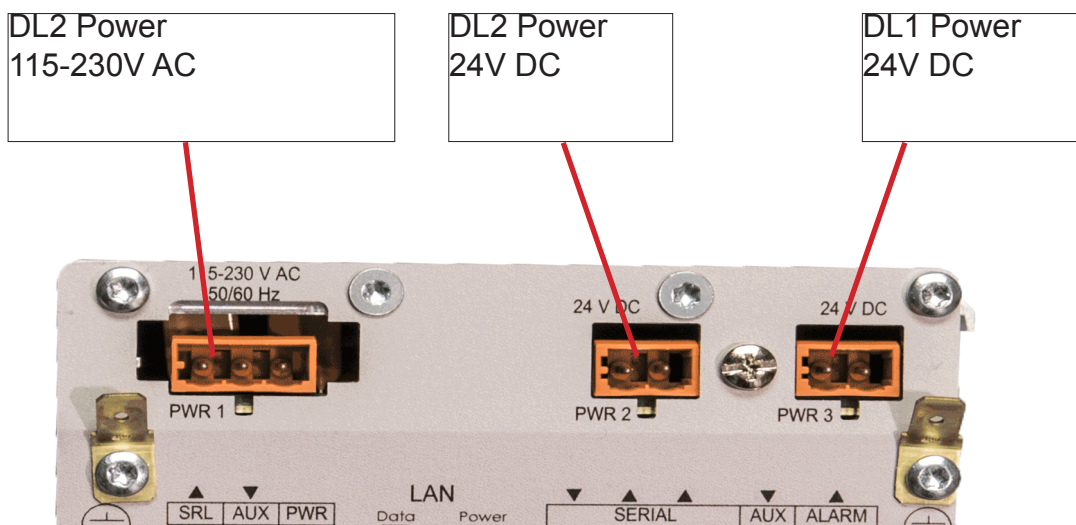 DL2 Power
115-230V AC
DL2 Power
24V DC
DL1 Power
24V DC
115-230 V AC
50/60 Hz
24 V DC
24 V DC
PWR 1
PWR 2
PWR 3
LAN
SRL AUX PWR
Data Power
SERIAL
AUX ALARM